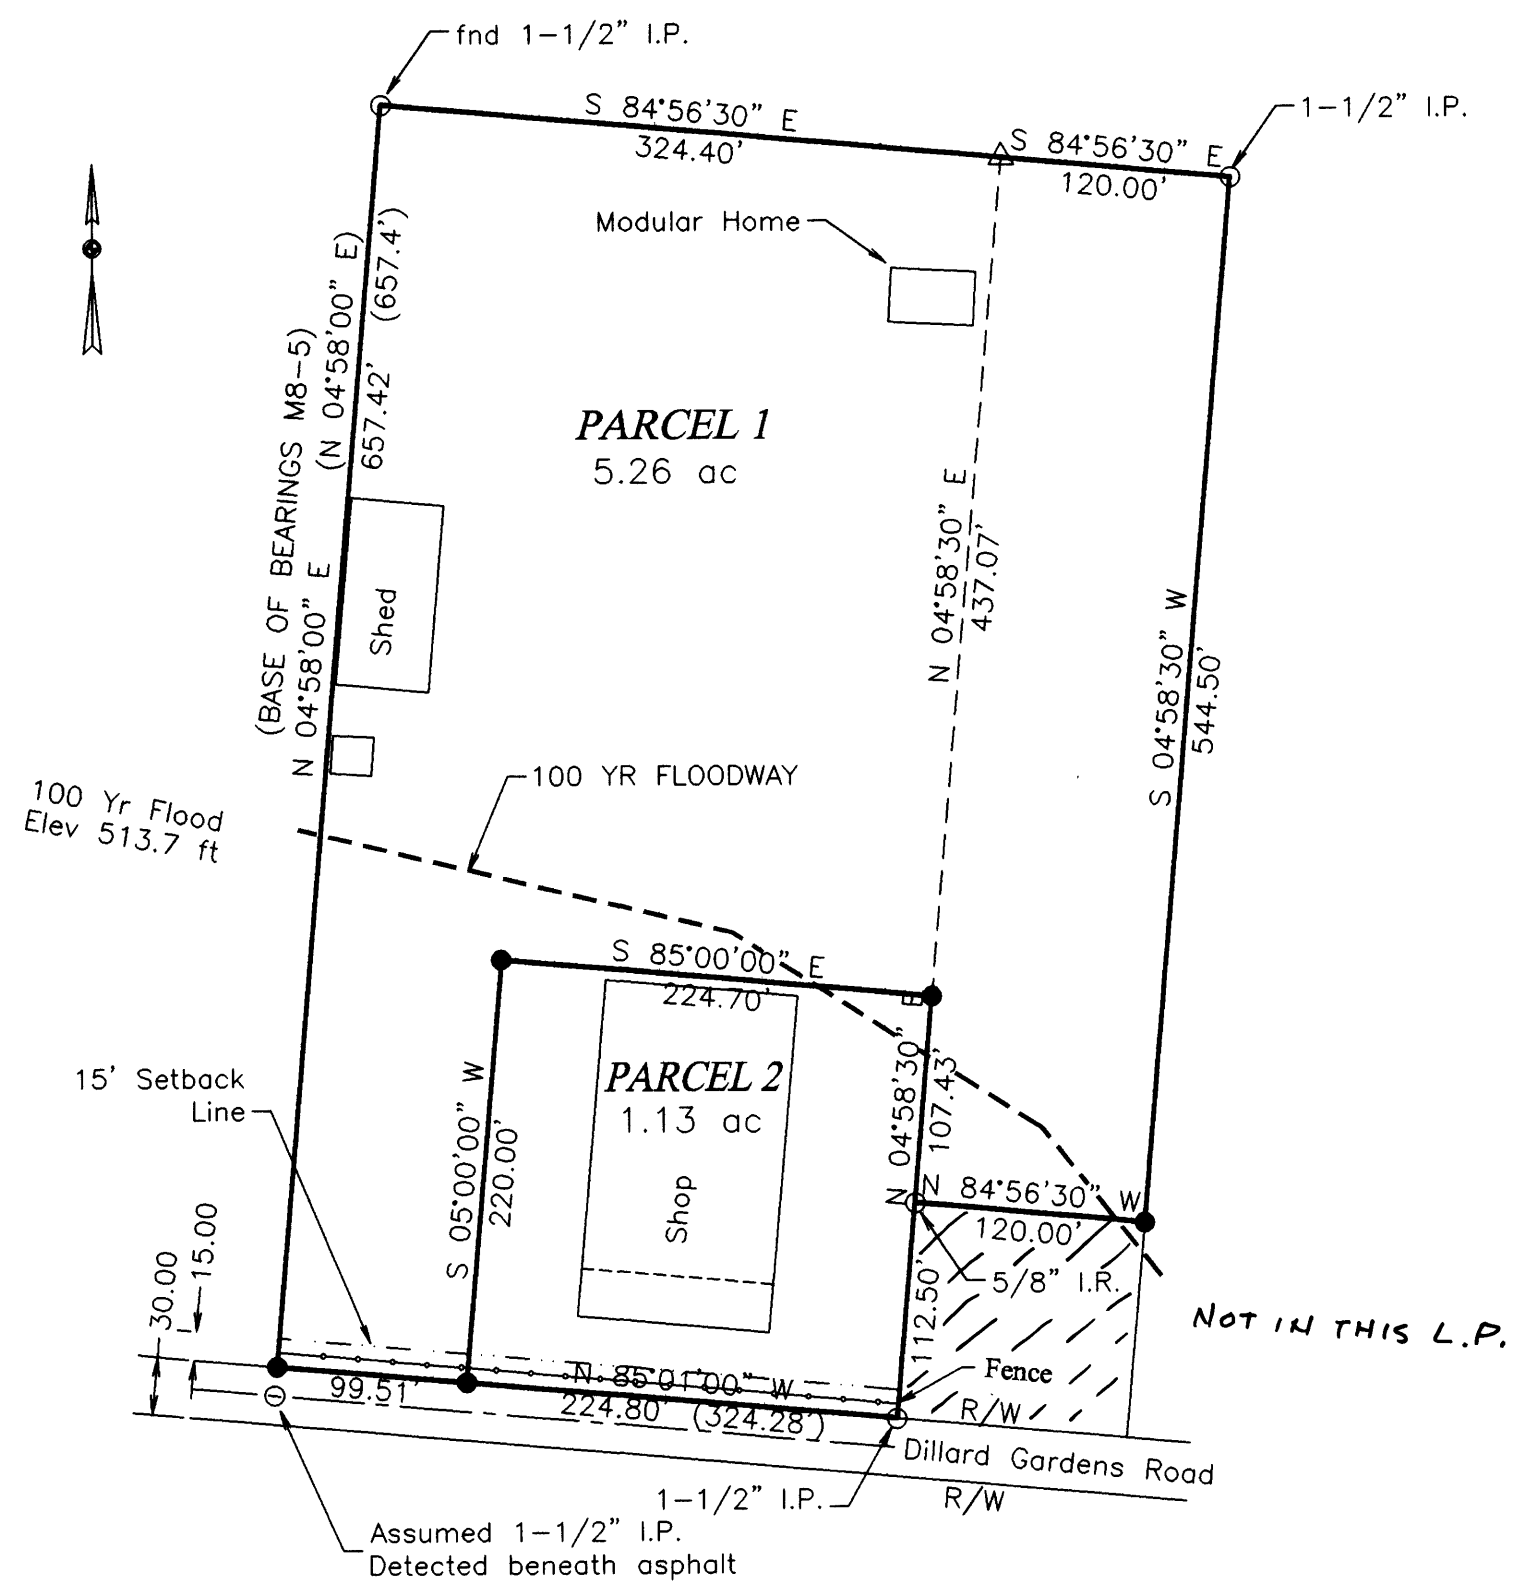 fnd 1-1/2" I.P.
S 84°56'30" E
324.40'
S 84°56'30" E
120.00'
1-1/2" I.P.
Modular Home
(BASE OF BEARINGS M8-5)
(N 04°58'00" E)
(657.4')
N 04°58'00" E
657.42'
PARCEL 1
5.26 ac
Shed
N 04°58'30" E
437.07'
S 04°58'30" W
544.50'
100 YR FLOODWAY
100 Yr Flood
Elev 513.7 ft
S 85°00'00" E
224.70'
PARCEL 2
1.13 ac
Shop
15' Setback
Line
S 05°00'00" W
220.00'
N 04°58'30" E
107.43'
N 84°56'30" W
120.00'
5/8" I.R.
112.50'
NOT IN THIS L.P.
30.00
15.00
Fence
N 85°01'00" W
99.51'
224.80' (324.28')
R/W
Dillard Gardens Road
R/W
1-1/2" I.P.
Assumed 1-1/2" I.P.
Detected beneath asphalt